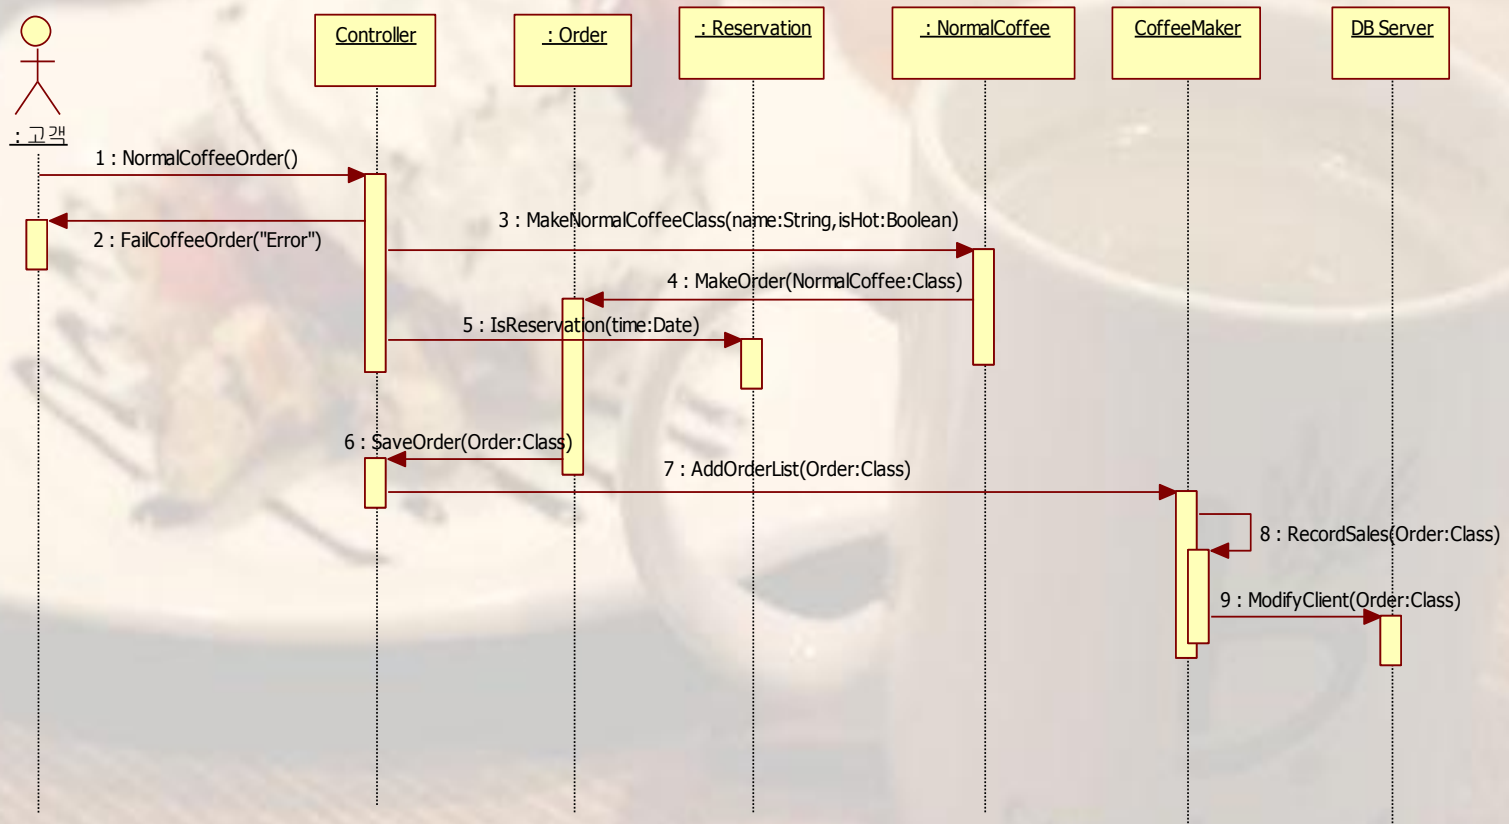 Controller
: Order
: Reservation
: NormalCoffee
CoffeeMaker
DB Server
: 고객
1 : NormalCoffeeOrder()
2 : FailCoffeeOrder("Error")
3 : MakeNormalCoffeeClass(name:String,isHot:Boolean)
4 : MakeOrder(NormalCoffee:Class)
5 : IsReservation(time:Date)
6 : SaveOrder(Order:Class)
7 : AddOrderList(Order:Class)
8 : RecordSales(Order:Class)
9 : ModifyClient(Order:Class)